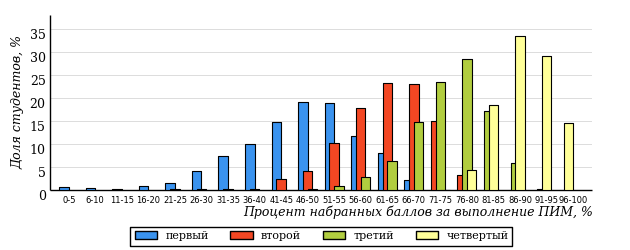 Доля студентов, %
35
30
25
20
15
10
5
0
0-5 6-10 11-15 16-20 21-25 26-30 31-35 36-40 41-45 46-50 51-55 56-60 61-65 66-70 71-75 76-80 81-85 86-90 91-95 96-100
Процент набранных баллов за выполнение ПИМ, %
первый второй третий четвертый